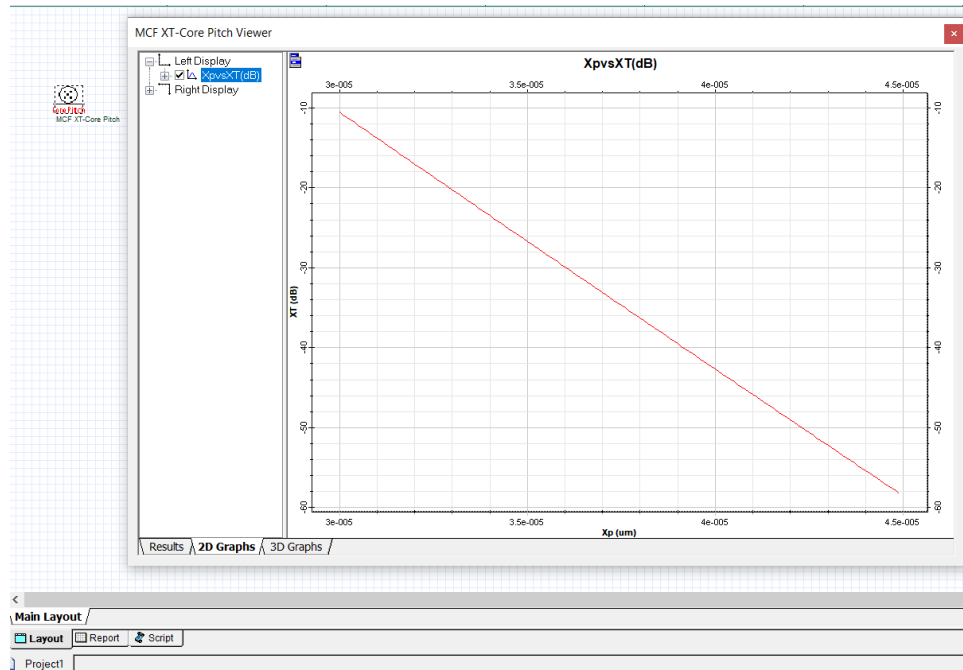 MCF XT-Core Pitch Viewer
Left Display
XpvsXT(dB)
Right Display
Core Pitch
MCF XT-Core Pitch
XpvsXT(dB)
3e-005 3.5e-005 4e-005 4.5e-005
-10 -10
-20 -20
-30 -30
-40 -40
-50 -50
-60 -60
XT (dB)
3e-005 3.5e-005 4e-005 4.5e-005
Xp (um)
Results 2D Graphs 3D Graphs
Main Layout
Layout Report Script
Project1